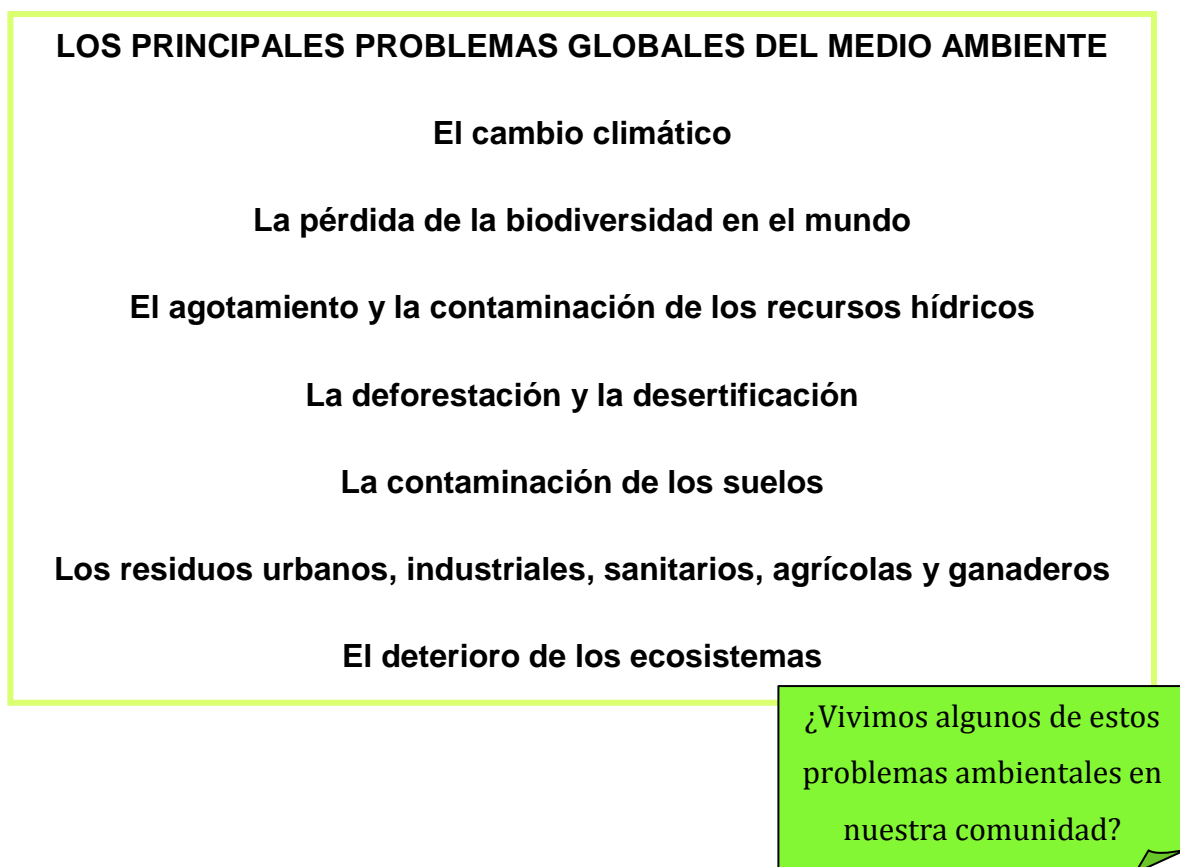 LOS PRINCIPALES PROBLEMAS GLOBALES DEL MEDIO AMBIENTE
El cambio climático
La pérdida de la biodiversidad en el mundo
El agotamiento y la contaminación de los recursos hídricos
La deforestación y la desertificación
La contaminación de los suelos
Los residuos urbanos, industriales, sanitarios, agrícolas y ganaderos
El deterioro de los ecosistemas
¿Vivimos algunos de estos
problemas ambientales en
nuestra comunidad?